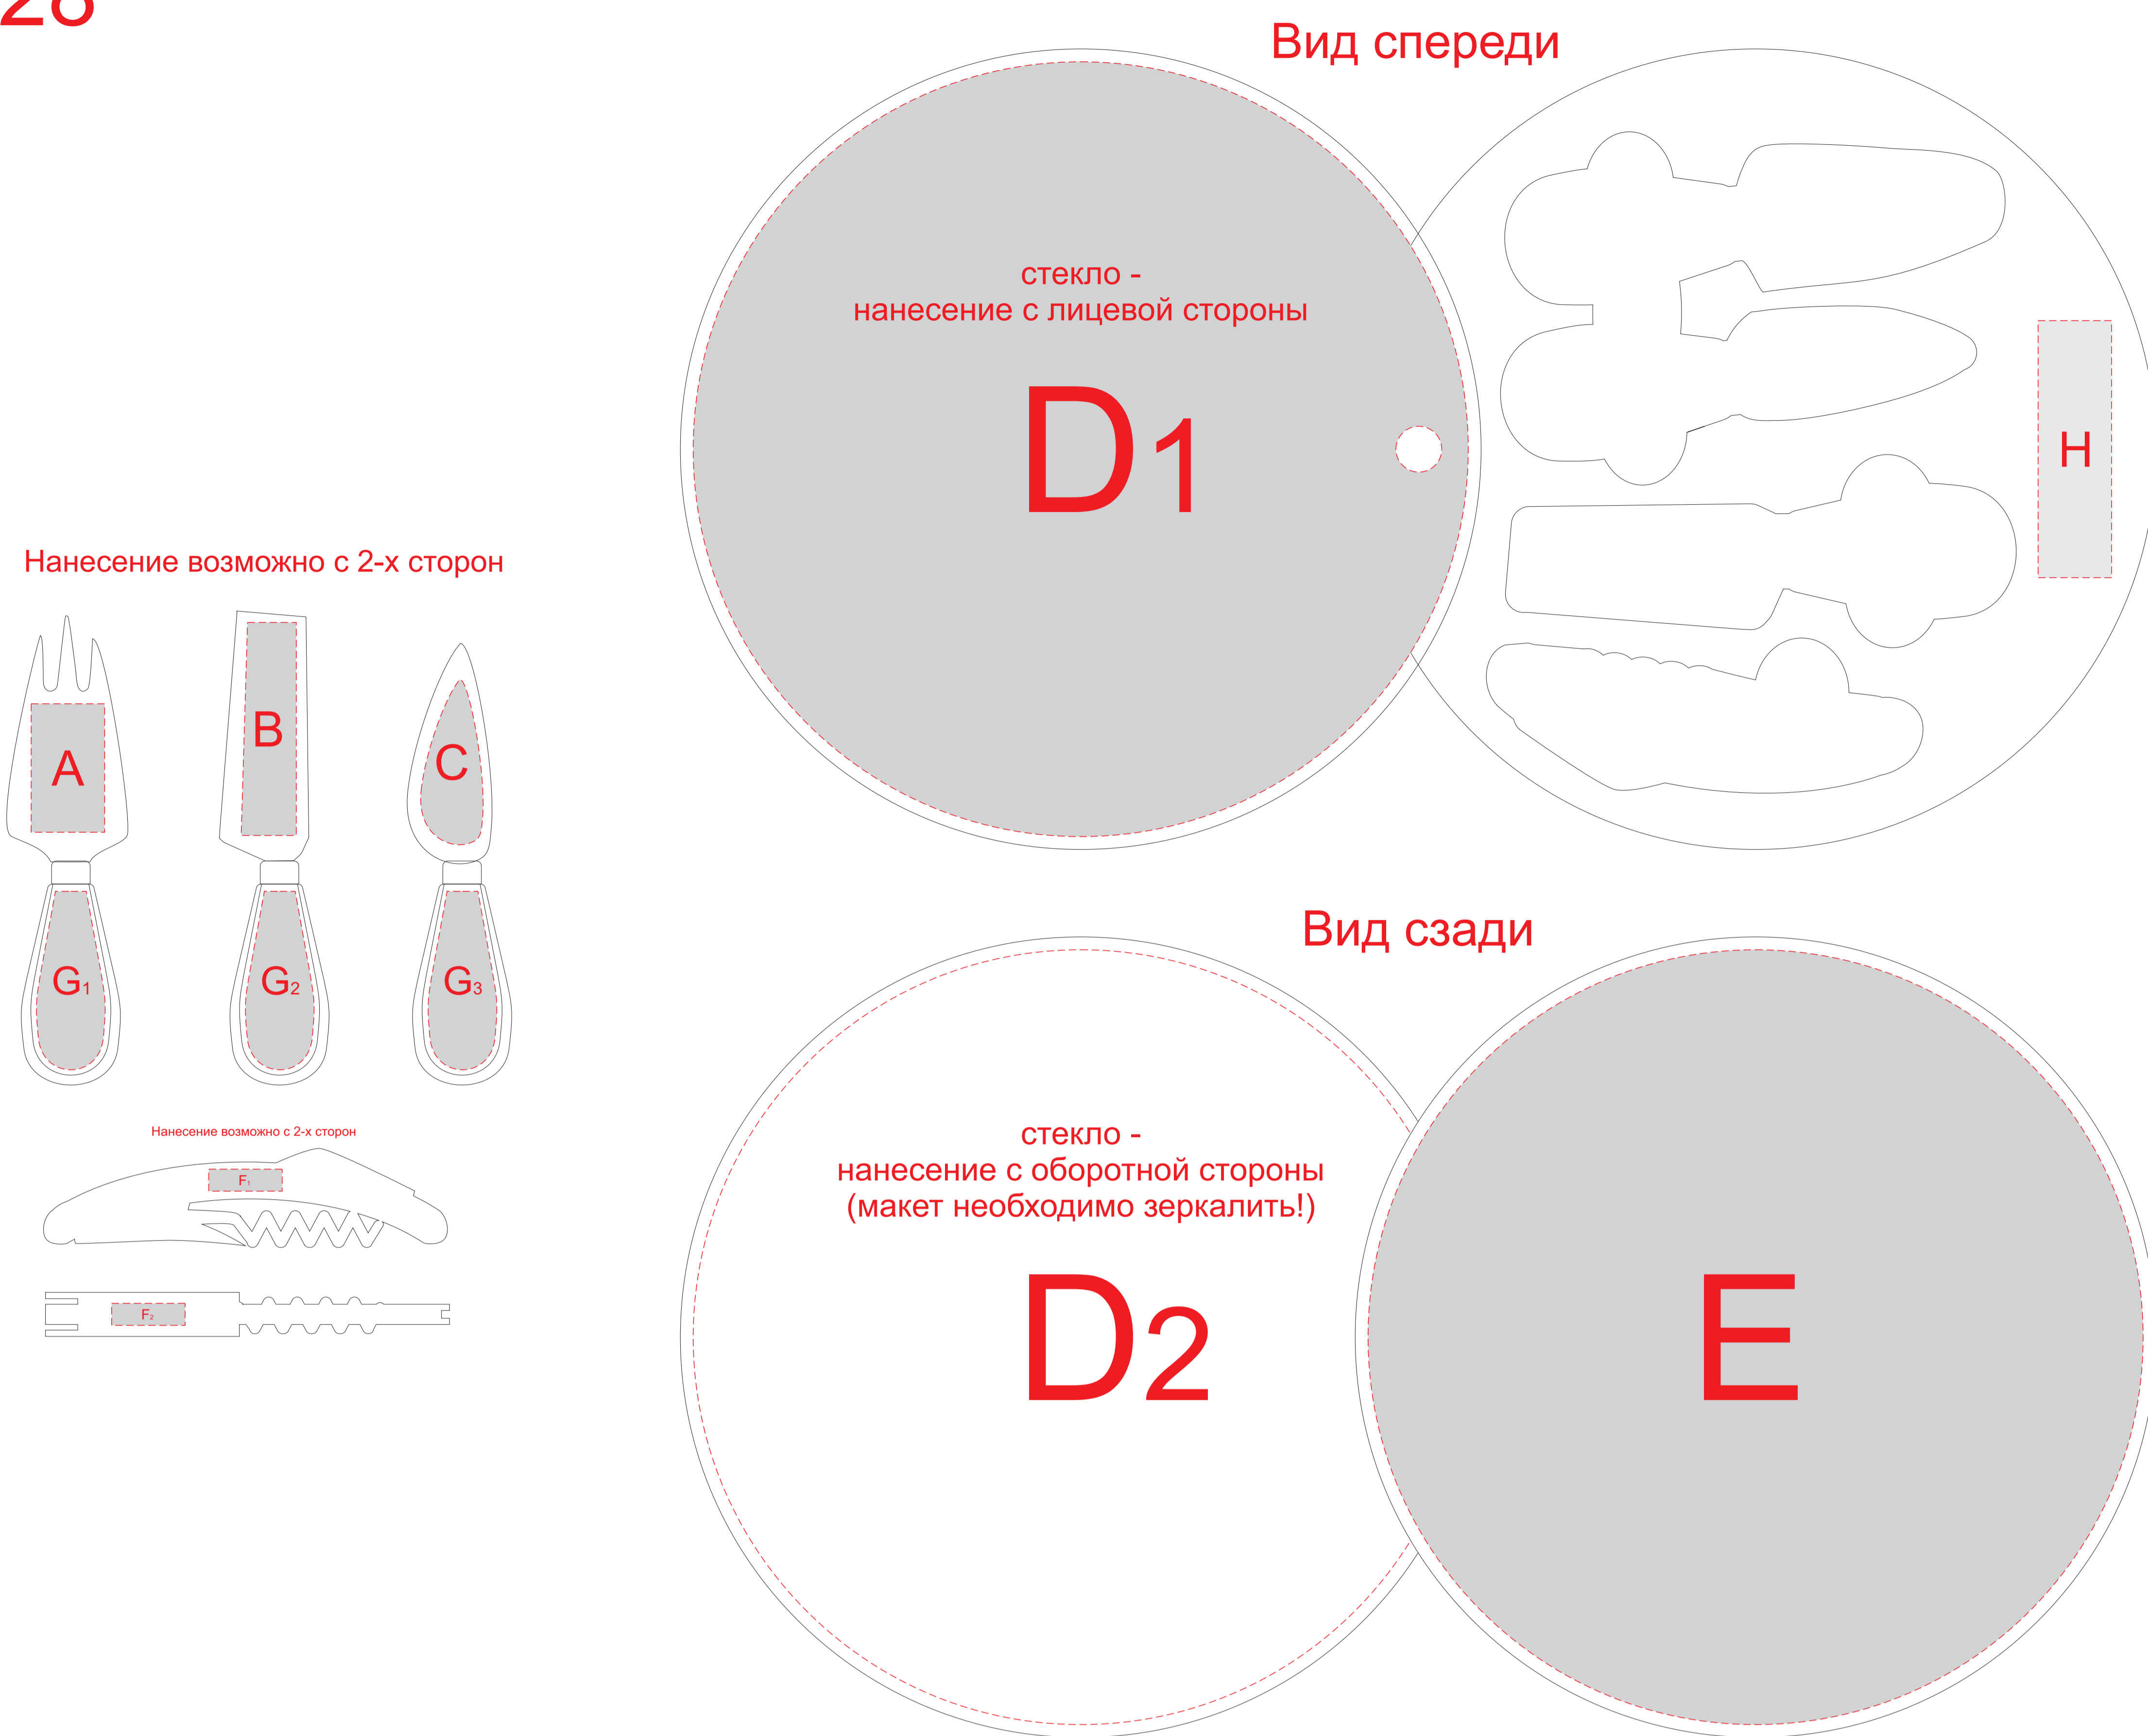 Вид спереди
стекло -
нанесение с лицевой стороны
D1
H
Нанесение возможно с 2-х сторон
A
B
C
G1
G2
G3
Вид сзади
Нанесение возможно с 2-х сторон
F1
F2
стекло -
нанесение с оборотной стороны
(макет необходимо зеркалить!)
D2
E